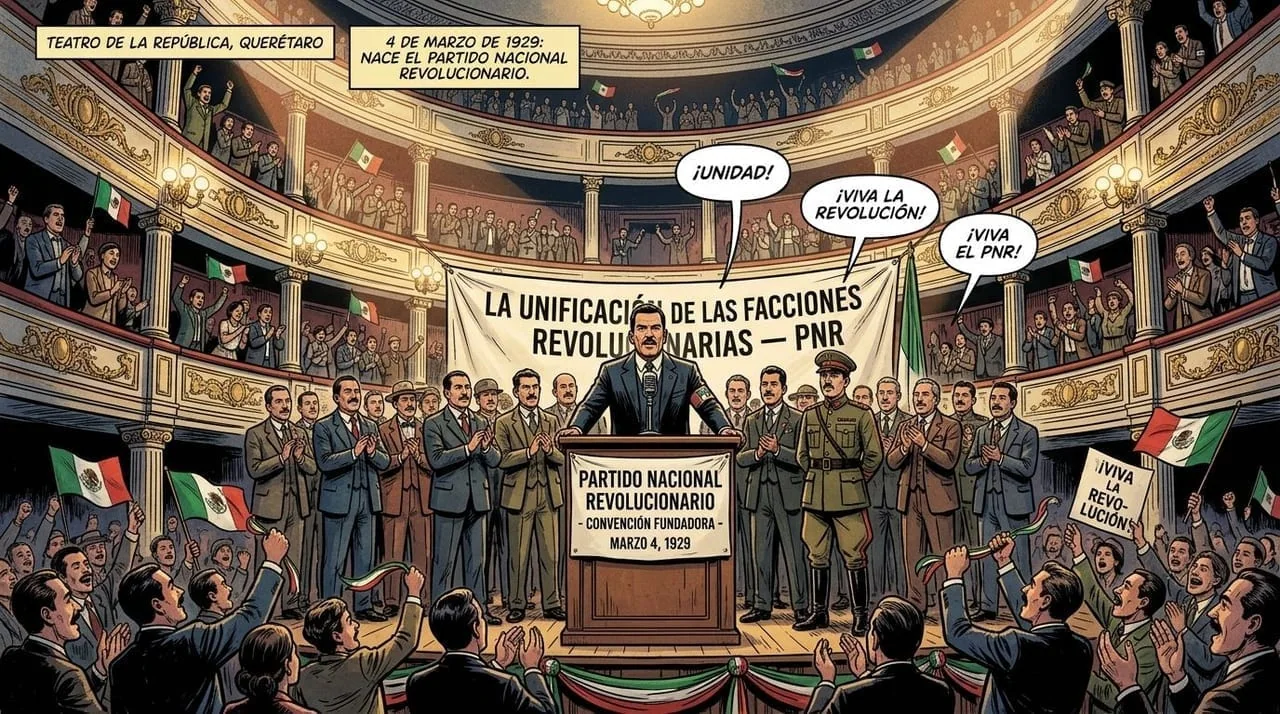 TEATRO DE LA REPÚBLICA, QUERÉTARO
4 DE MARZO DE 1929:
NACE EL PARTIDO NACIONAL
REVOLUCIONARIO.
¡UNIDAD!
¡VIVA LA
REVOLUCIÓN!
¡VIVA
EL PNR!
LA UNIFICACIÓN DE LAS FACCIONES
REVOLUCIONARIAS — PNR
PARTIDO NACIONAL
REVOLUCIONARIO
- CONVENCIÓN FUNDADORA -
MARZO 4, 1929
¡VIVA
LA
REVO-
LUCIÓN!